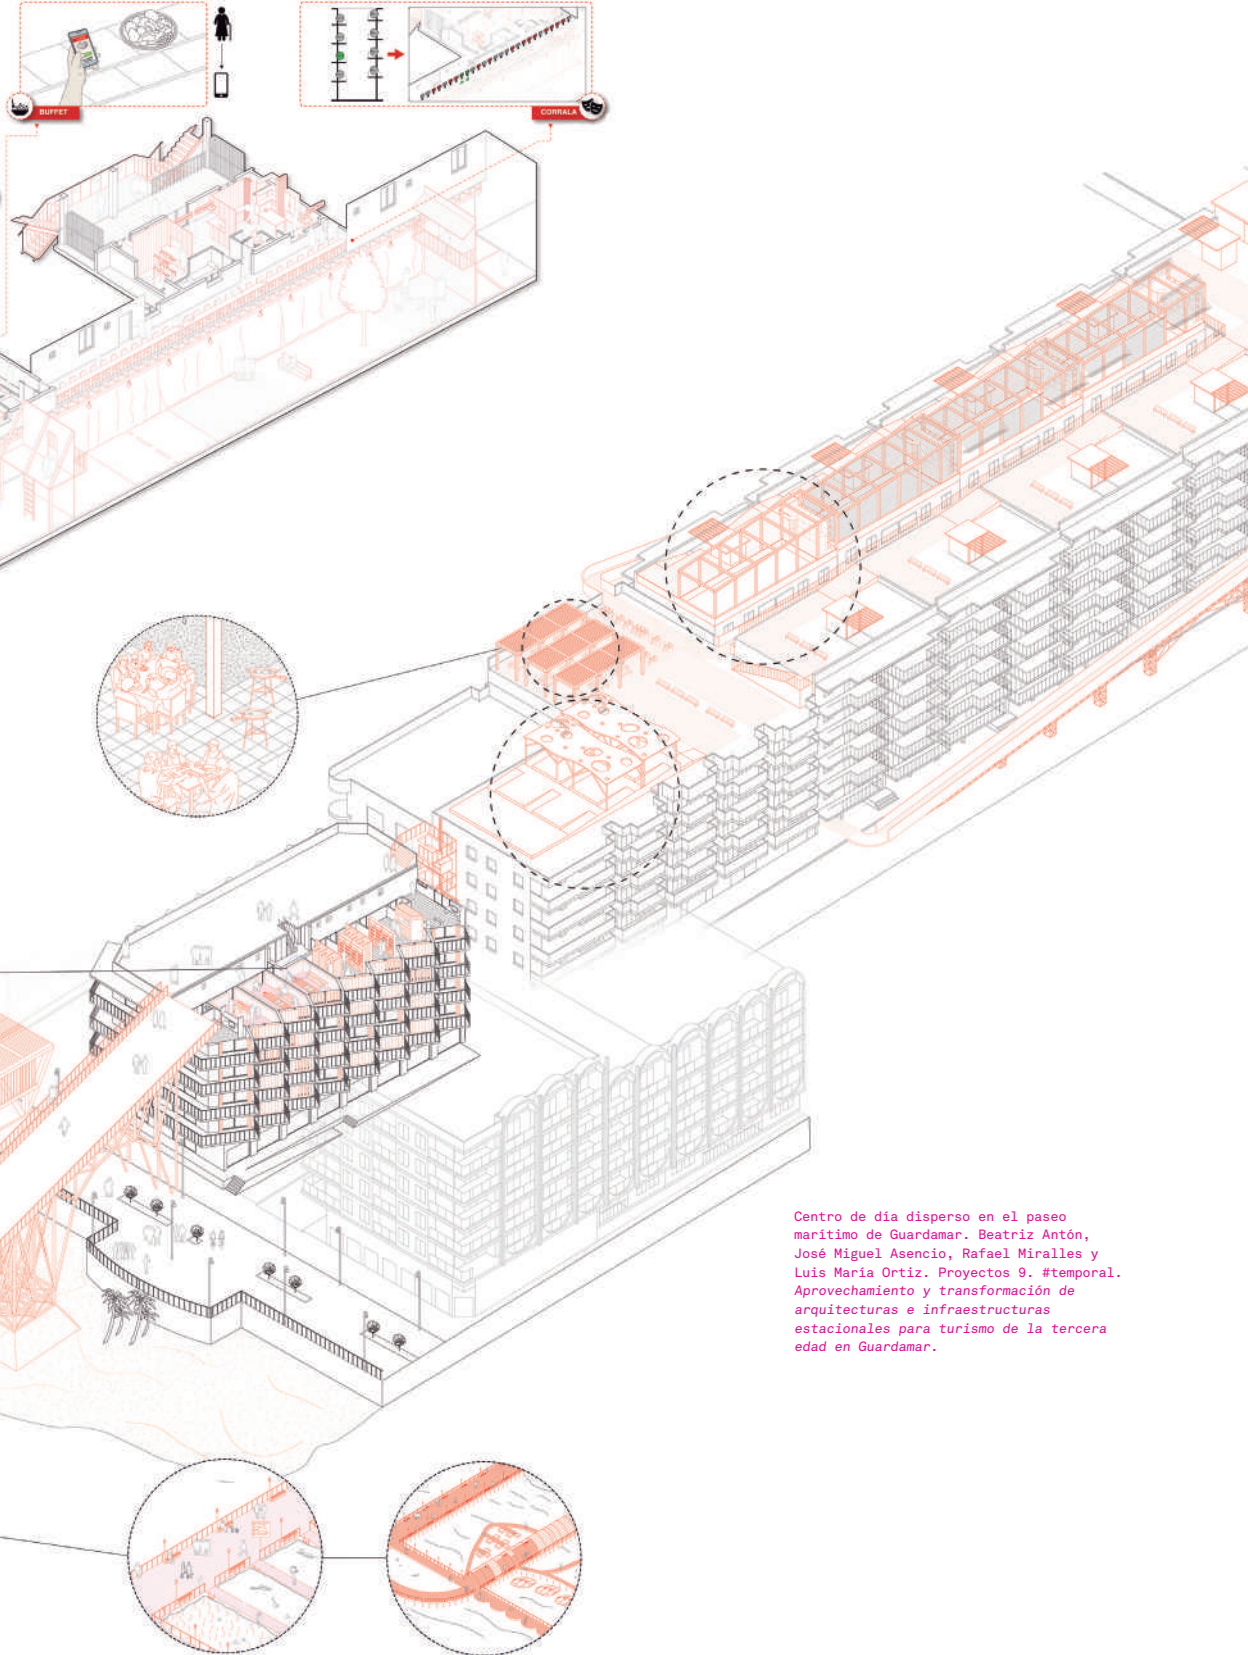 BUFFET
CORRALA
Centro de día disperso en el paseo
marítimo de Guardamar. Beatriz Antón,
José Miguel Asencio, Rafael Miralles y
Luis María Ortiz. Proyectos 9. #temporal.
Aprovechamiento y transformación de
arquitecturas e infraestructuras
estacionales para turismo de la tercera
edad en Guardamar.